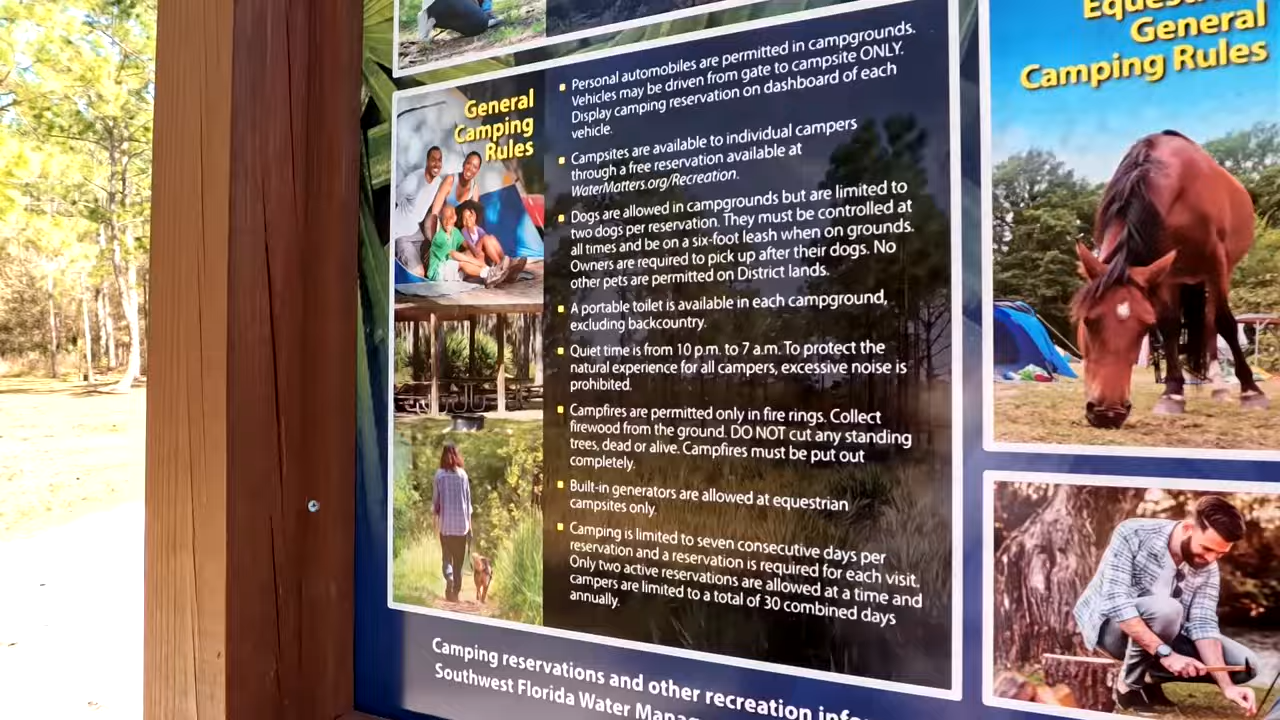 General
Camping
Rules
Personal automobiles are permitted in campgrounds.
Vehicles may be driven from gate to campsite ONLY.
Display camping reservation on dashboard of each
vehicle.
Campsites are available to individual campers
through a free reservation available at
WaterMatters.org/Recreation.
Dogs are allowed in campgrounds but are limited to
two dogs per reservation. They must be controlled at
all times and be on a six-foot leash when on grounds.
Owners are required to pick up after their dogs. No
other pets are permitted on District lands.
A portable toilet is available in each campground,
excluding backcountry.
Quiet time is from 10 p.m. to 7 a.m. To protect the
natural experience for all campers, excessive noise is
prohibited.
Campfires are permitted only in fire rings. Collect
firewood from the ground. DO NOT cut any standing
trees, dead or alive. Campfires must be put out
completely.
Built-in generators are allowed at equestrian
campsites only.
Camping is limited to seven consecutive days per
reservation and a reservation is required for each visit.
Only two active reservations are allowed at a time and
campers are limited to a total of 30 combined days
annually.
Camping reservations and other recreation
Southwest Florida Water
General
Camping Rules